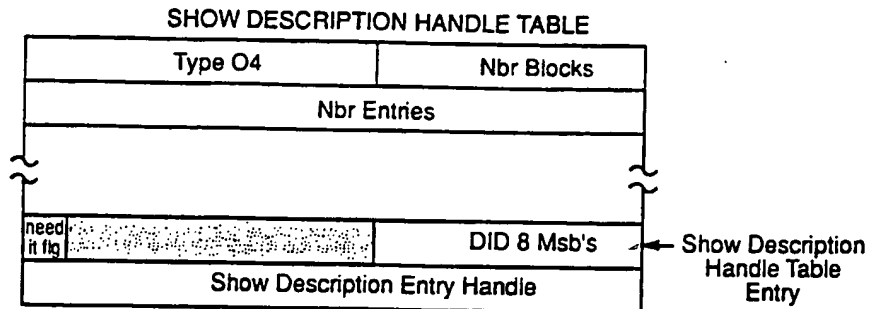 SHOW DESCRIPTION HANDLE TABLE
Type O4 Nbr Blocks
Nbr Entries
need
it flg
DID 8 Msb's
Show Description Entry Handle
Show Description
Handle Table
Entry